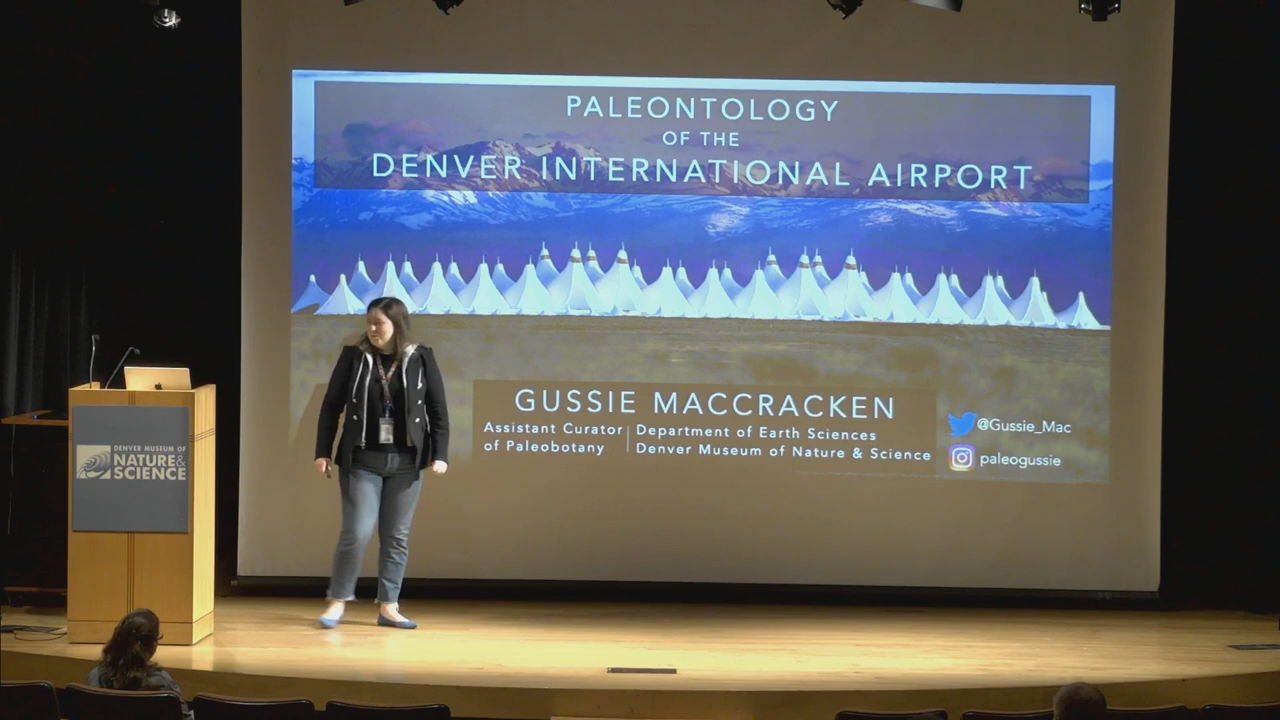 PALEONTOLOGY
OF THE
DENVER INTERNATIONAL AIRPORT
GUSSIE MACCRACKEN
Assistant Curator
of Paleobotany
Department of Earth Sciences
Denver Museum of Nature & Science
@Gussie_Mac
paleogussie
DENVER MUSEUM OF
NATURE &
SCIENCE